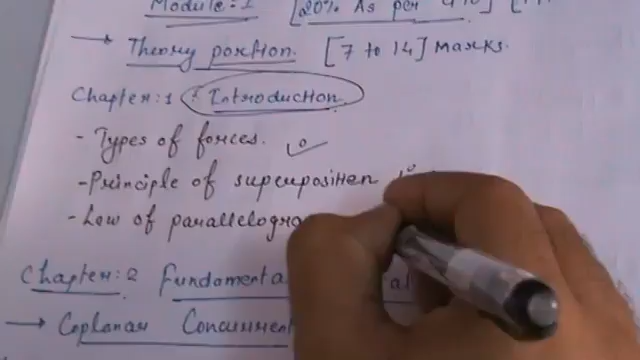 Module:-1 [20% As per
→ Theory portion. [7 to 14] Marks.
Chapter:1 : Introduction.
- Types of forces.
- Principle of superposition
- Law of parallelogra
Chapter:2 Fundamenta
→ Coplanar Concurrent